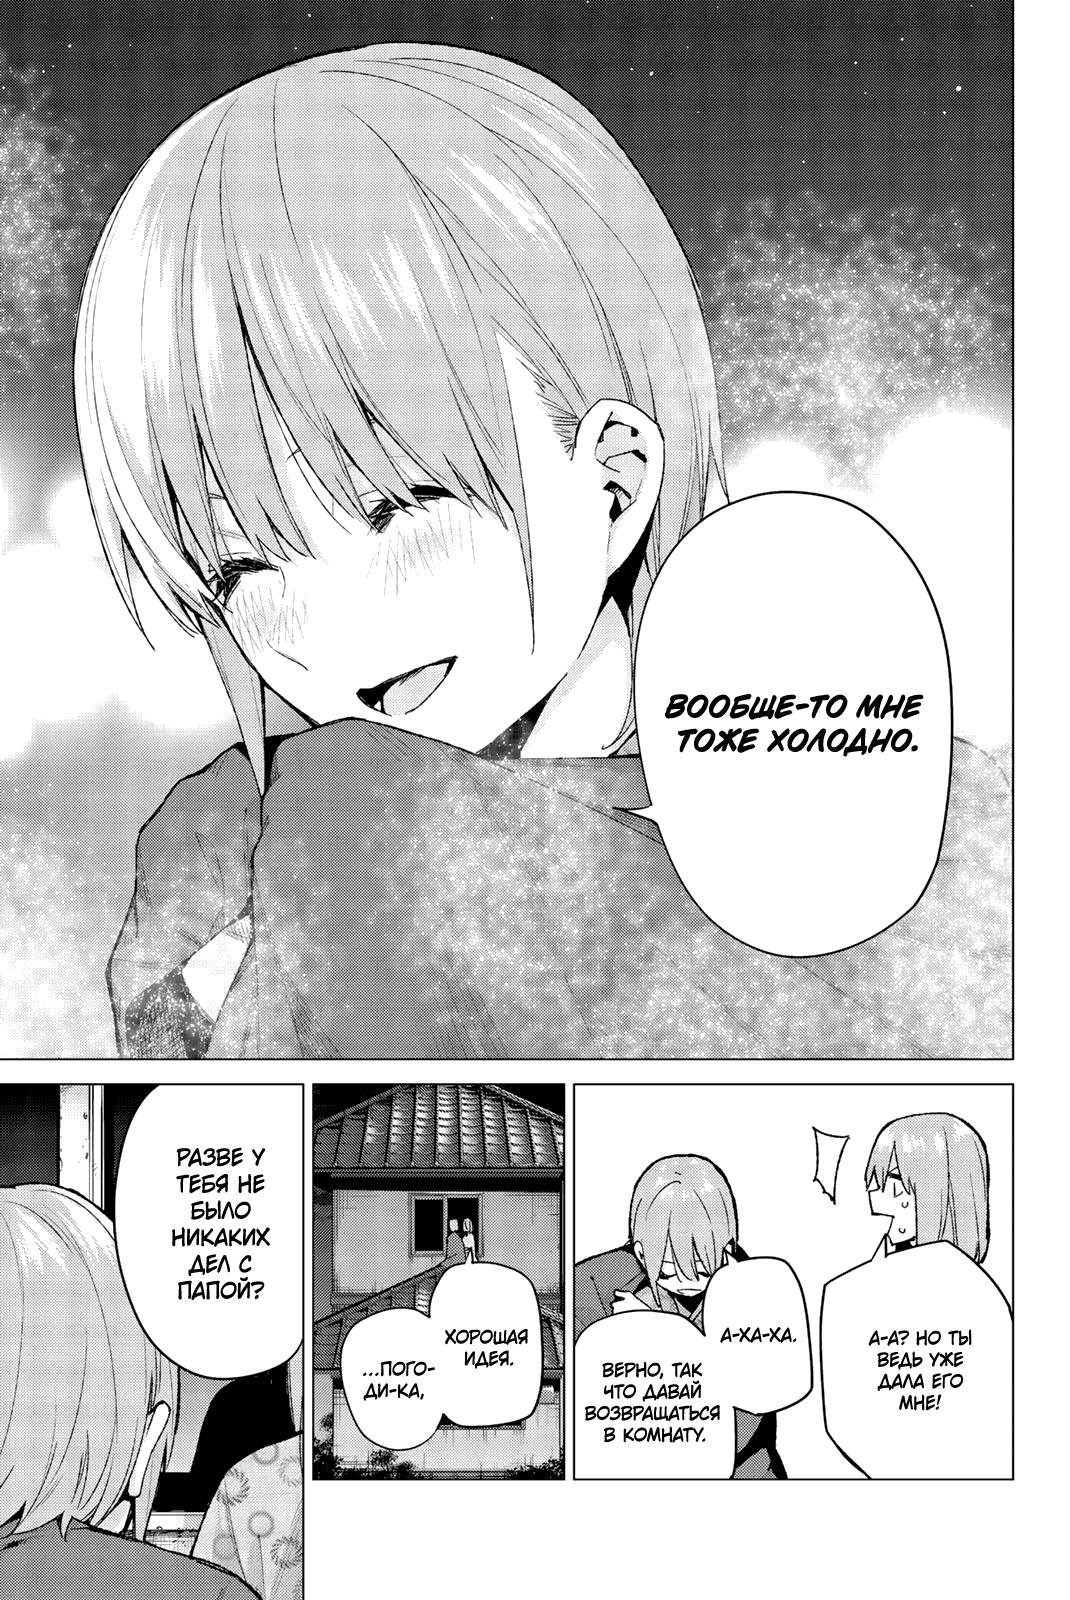 ВООБЩЕ-ТО МНЕ
ТОЖЕ ХОЛОДНО.
А-А? НО ТЫ
ВЕДЬ УЖЕ
ДАЛА ЕГО
МНЕ!
А-ХА-ХА.
ВЕРНО, ТАК
ЧТО ДАВАЙ
ВОЗВРАЩАТЬСЯ
В КОМНАТУ.
ХОРОШАЯ
ИДЕЯ.
...ПОГО-
ДИ-КА,
РАЗВЕ У
ТЕБЯ НЕ
БЫЛО
НИКАКИХ
ДЕЛ С
ПАПОЙ?